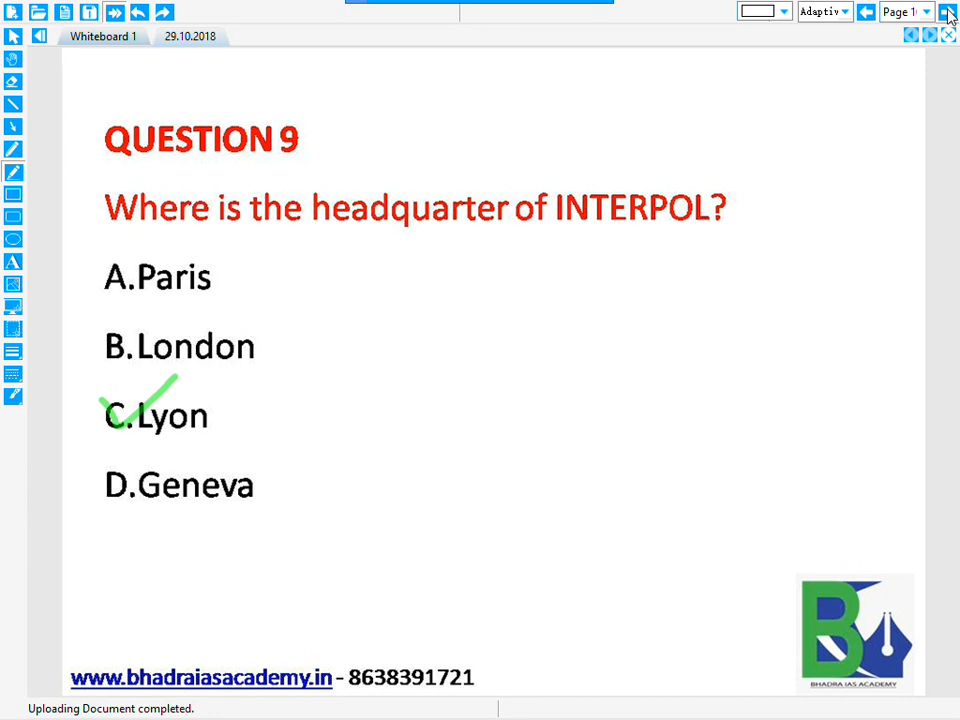 Adaptiv
Page 1
Whiteboard 1
29.10.2018
QUESTION 9
Where is the headquarter of INTERPOL?
A.Paris
B.London
C.Lyon
D.Geneva
B
BHADRA IAS ACADEMY
www.bhadraiasacademy.in - 8638391721
Uploading Document completed.